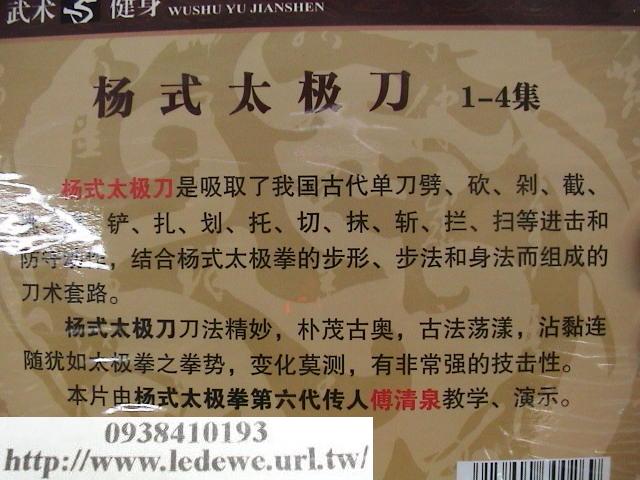 武术与健身 WUSHU YU JIANSHEN
杨式太极刀 1-4集
杨式太极刀是吸取了我国古代单刀劈、砍、剁、截、
铲、扎、划、托、切、抹、斩、拦、扫等进击和
防守动作，结合杨式太极拳的步形、步法和身法而组成的
刀术套路。
杨式太极刀刀法精妙，朴茂古奥，古法荡漾，沾黏连
随犹如太极拳之拳势，变化莫测，有非常强的技击性。
本片由杨式太极拳第六代传人傅清泉教学、演示。
0938410193
http://www.ledewe.url.tw/